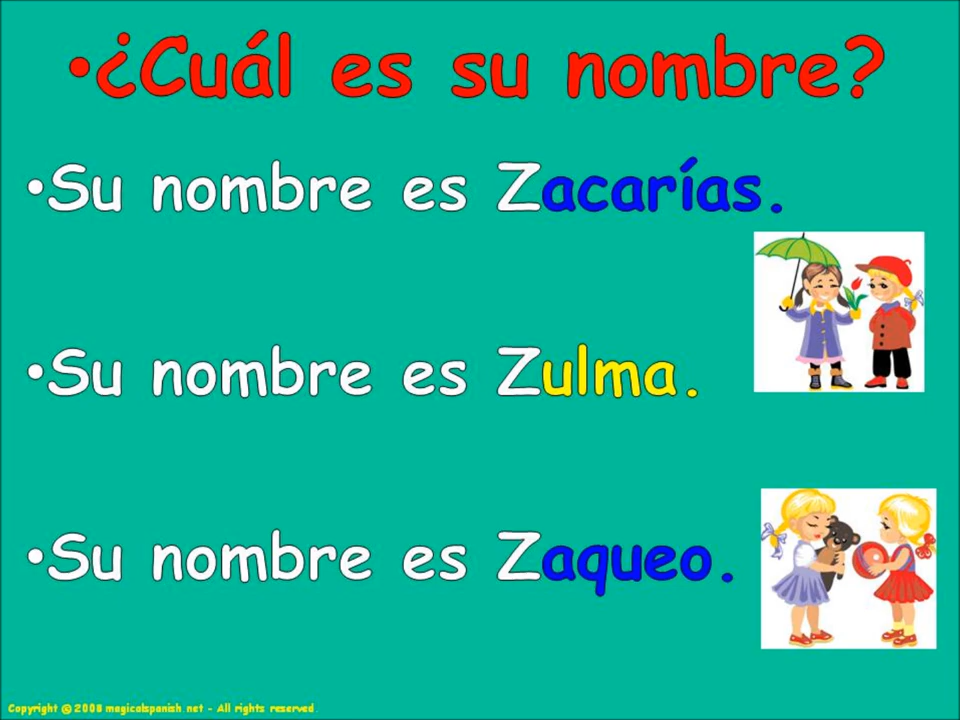 •¿Cuál es su nombre?
•Su nombre es Zacarías.
•Su nombre es Zulma.
•Su nombre es Zaqueo.
Copyright © 2008 magicalspanish.net - All rights reserved.